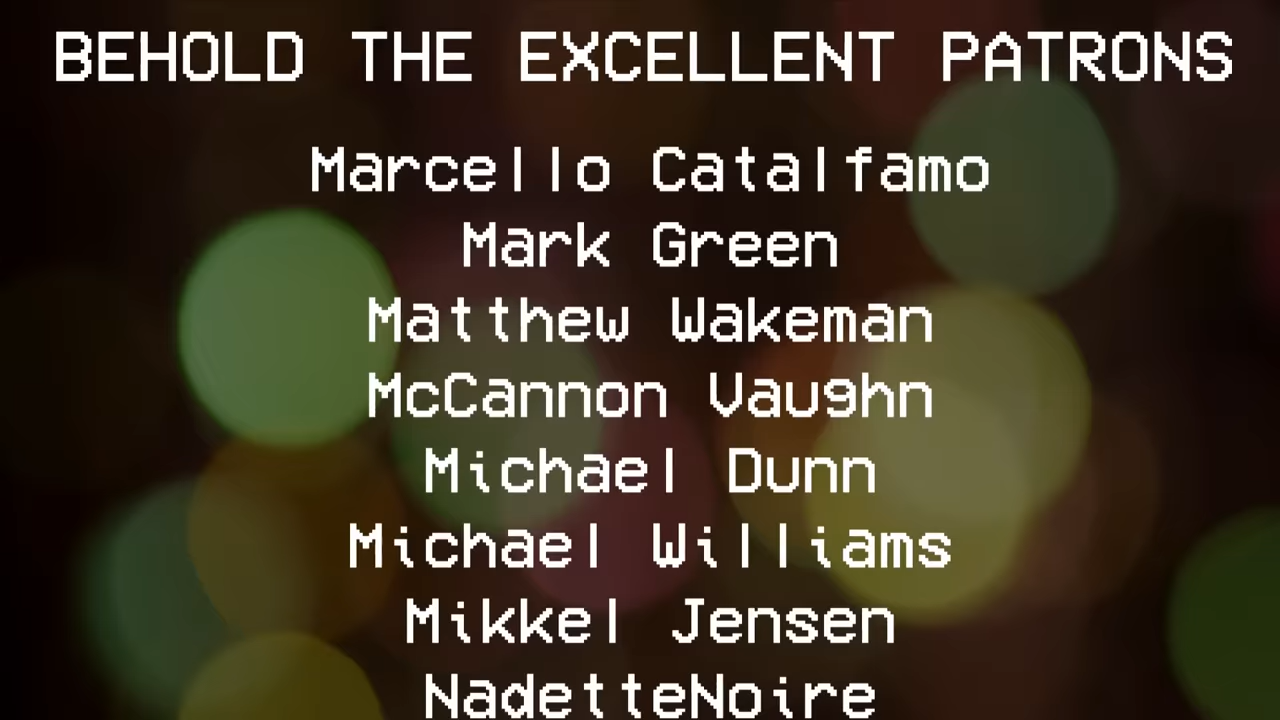 BEHOLD THE EXCELLENT PATRONS
Marcello Catalfamo
Mark Green
Matthew Wakeman
McCannon Vaughn
Michael Dunn
Michael Williams
Mikkel Jensen
NadetteNoire